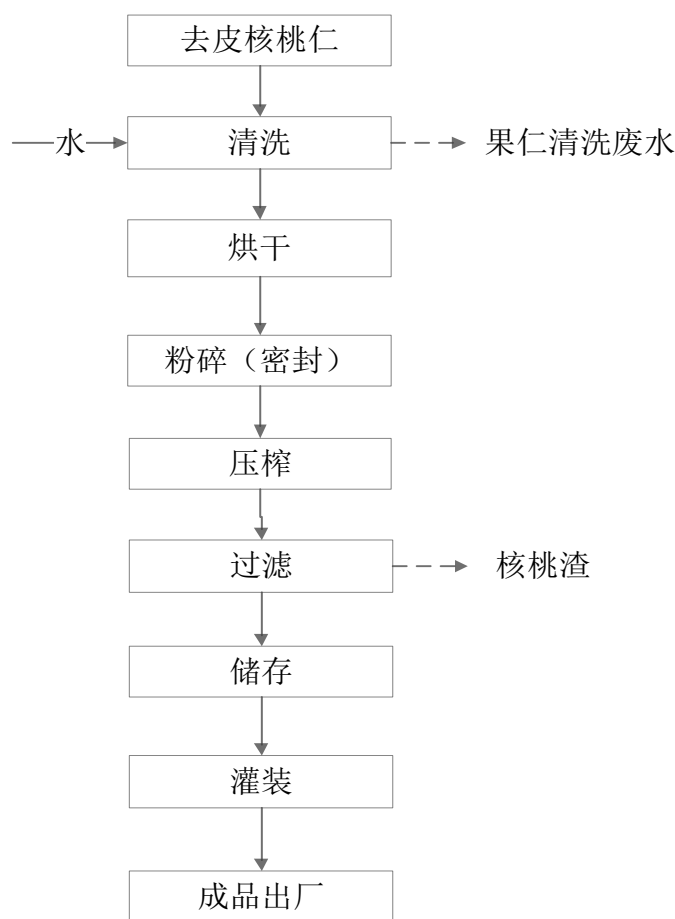 去皮核桃仁
水
清洗
果仁清洗废水
烘干
粉碎（密封）
压榨
过滤
核桃渣
储存
灌装
成品出厂